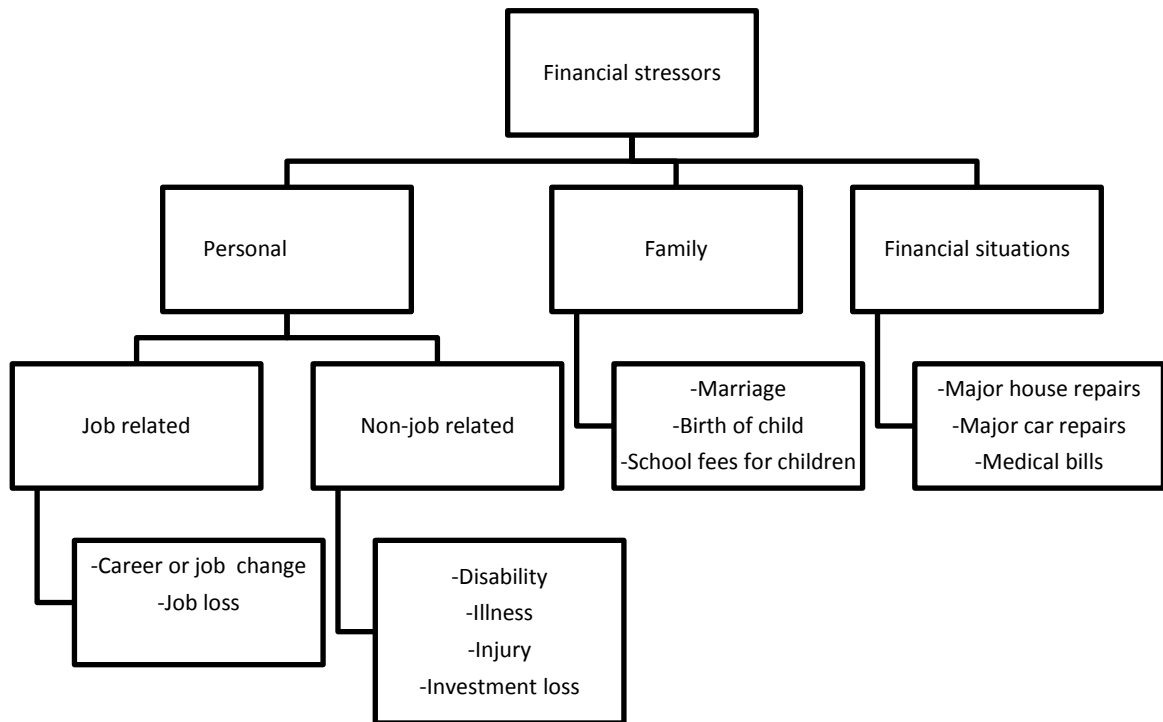 Financial stressors
Personal
Family
Financial situations
Job related
Non-job related
-Marriage
-Birth of child
-School fees for children
-Major house repairs
-Major car repairs
-Medical bills
-Career or job  change
-Job loss
-Disability
-Illness
-Injury
-Investment loss